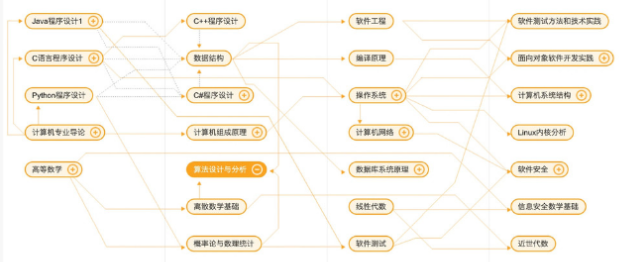 Java程序设计1
C++程序设计
软件工程
软件测试方法和技术实践
C语言程序设计
数据结构
编译原理
面向对象软件开发实践
Python程序设计
C#程序设计
操作系统
计算机系统结构
计算机专业导论
计算机组成原理
计算机网络
Linux内核分析
高等数学
算法设计与分析
数据库系统原理
软件安全
离散数学基础
线性代数
信息安全数学基础
概率论与数理统计
软件测试
近世代数